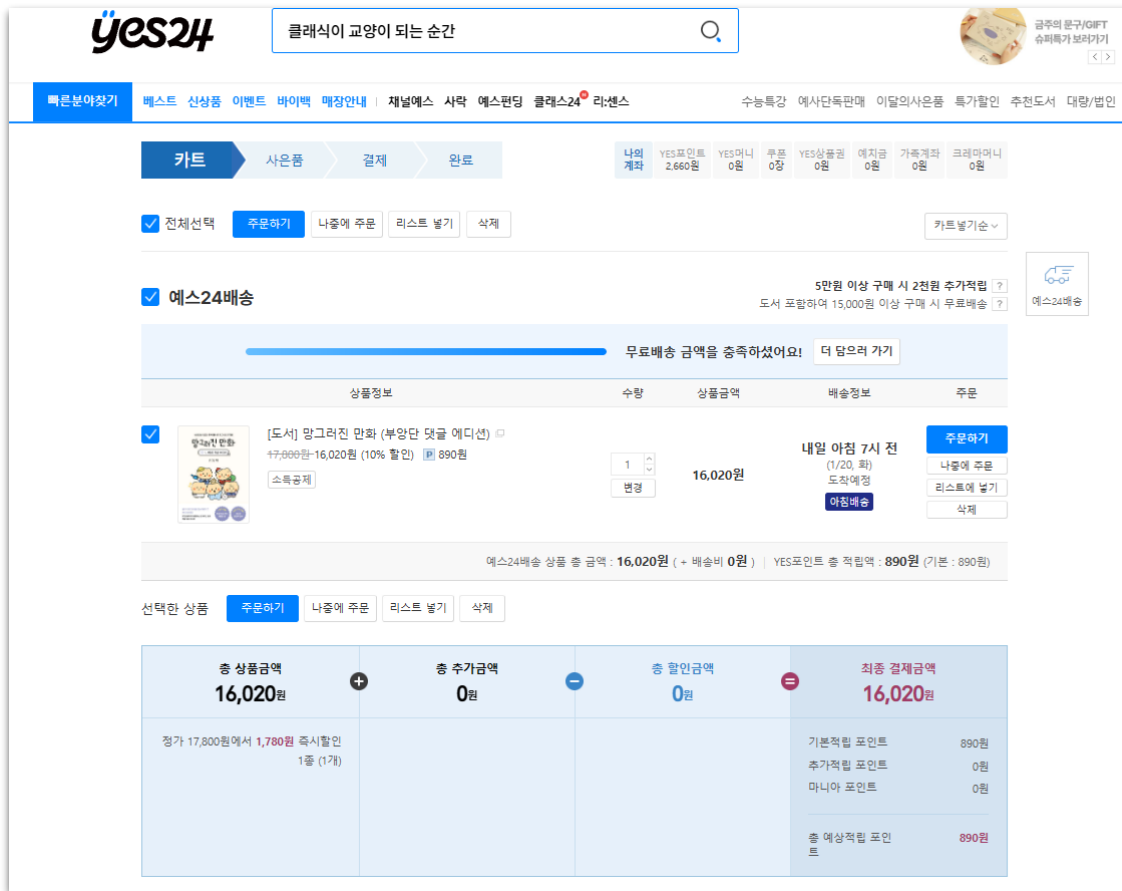 yes24
클래식이 교양이 되는 순간
금주의 문구/GIFT
슈퍼특가 보러가기
빠른분야찾기 베스트 신상품 이벤트 바이백 매장안내 채널예스 사락 예스펀딩 클래스24 리:센스 수능특강 예사단독판매 이달의사은품 특가할인 추천도서 대량/법인
카트 사은품 결제 완료
나의 계좌
YES포인트 2,660원
YES머니 0원
쿠폰 0장
YES상품권 0원
예치금 0원
가족계좌 0원
크레마머니 0원
전체선택 주문하기 나중에 주문 리스트 넣기 삭제 카트넣기순
예스24배송
5만원 이상 구매 시 2천원 추가적립 ?
도서 포함하여 15,000원 이상 구매 시 무료배송 ?
예스24배송
무료배송 금액을 충족하셨어요! 더 담으러 가기
상품정보 수량 상품금액 배송정보 주문
망그러진 만화
[도서] 망그러진 만화 (부앙단 댓글 에디션)
17,800원 16,020원 (10% 할인) P 890원
소득공제
1
변경
16,020원
내일 아침 7시 전
(1/20, 화)
도착예정
아침배송
주문하기
나중에 주문
리스트에 넣기
삭제
예스24배송 상품 총 금액 : 16,020원 ( + 배송비 0원 ) | YES포인트 총 적립액 : 890원 (기본 : 890원)
선택한 상품 주문하기 나중에 주문 리스트 넣기 삭제
총 상품금액 총 추가금액 총 할인금액 최종 결제금액
16,020원 + 0원 − 0원 = 16,020원
정가 17,800원에서 1,780원 즉시할인
1종 (1개)
기본적립 포인트 890원
추가적립 포인트 0원
마니아 포인트 0원
총 예상적립 포인 890원
트